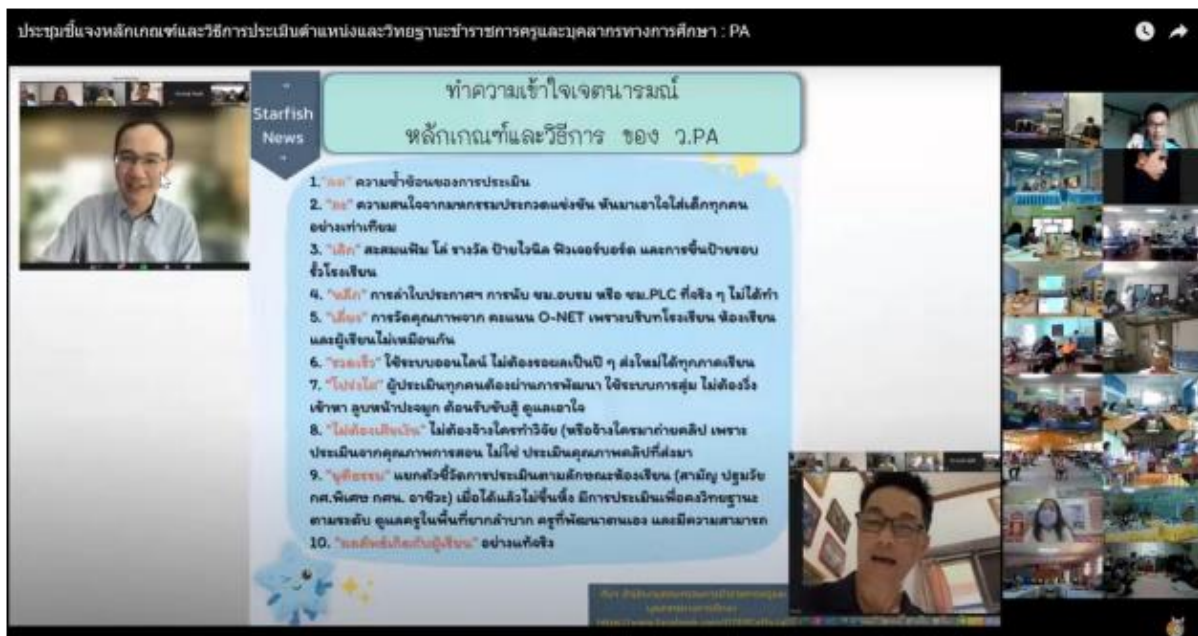 ประชุมชี้แจงหลักเกณฑ์และวิธีการประเมินตำแหน่งและวิทยฐานะข้าราชการครูและบุคลากรทางการศึกษา : PA
Starfish
News
ทำความเข้าใจเจตนารมณ์
หลักเกณฑ์และวิธีการ ของ ว.PA
1. "ลด" ความซ้ำซ้อนของการประเมิน
2. "ละ" ความสนใจจากมหกรรมประกวดแข่งขัน หันมาเอาใจใส่เด็กทุกคน
อย่างเท่าเทียม
3. "เลิก" สะสมแฟ้ม โล่ รางวัล ป้ายไวนิล ฟิวเจอร์บอร์ด และการขึ้นป้ายรอบ
รั้วโรงเรียน
4. "หลีก" การล่าใบประกาศฯ การนับ ชม.อบรม หรือ ชม.PLC ที่จริง ๆ ไม่ได้ทำ
5. "เลี่ยง" การวัดคุณภาพจาก คะแนน O-NET เพราะบริบทโรงเรียน ห้องเรียน
และผู้เรียนไม่เหมือนกัน
6. "รวดเร็ว" ใช้ระบบออนไลน์ ไม่ต้องรอผลเป็นปี ๆ ส่งใหม่ได้ทุกภาคเรียน
7. "โปร่งใส" ผู้ประเมินทุกคนต้องผ่านการพัฒนา ใช้ระบบการสุ่ม ไม่ต้องวิ่ง
เข้าหา ลูบหน้าปะจมูก ต้อนรับขับสู้ ดูแลเอาใจ
8. "ไม่ต้องเสียเงิน" ไม่ต้องจ้างใครทำวิจัย (หรือจ้างใครมาถ่ายคลิป เพราะ
ประเมินจากคุณภาพการสอน ไม่ใช่ ประเมินคุณภาพคลิปที่ส่งมา
9. "ยุติธรรม" แยกตัวชี้วัดการประเมินตามลักษณะห้องเรียน (สามัญ ปฐมวัย
กศ.พิเศษ กศน. อาชีวะ) เมื่อได้แล้วไม่ขึ้นหิ้ง มีการประเมินเพื่อคงวิทยฐานะ
ตามระดับ ดูแลครูในพื้นที่ยากลำบาก ครูที่พัฒนาตนเอง และมีความสามารถ
10. "ผลลัพธ์เกิดกับผู้เรียน" อย่างแท้จริง